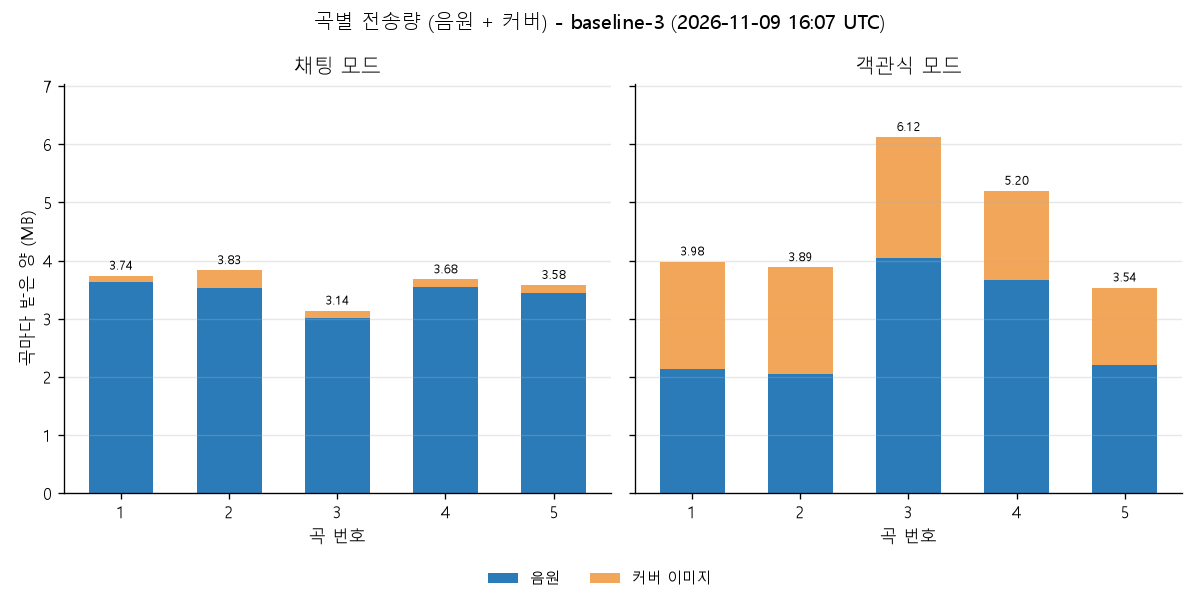 곡별 전송량 (음원 + 커버) - baseline-3 (2026-11-09 16:07 UTC)
채팅 모드
객관식 모드
곡마다 받은 양 (MB)
7
6
5
4
3
2
1
0
3.74
3.83
3.14
3.68
3.58
3.98
3.89
6.12
5.20
3.54
1 2 3 4 5
1 2 3 4 5
곡 번호
곡 번호
음원 커버 이미지